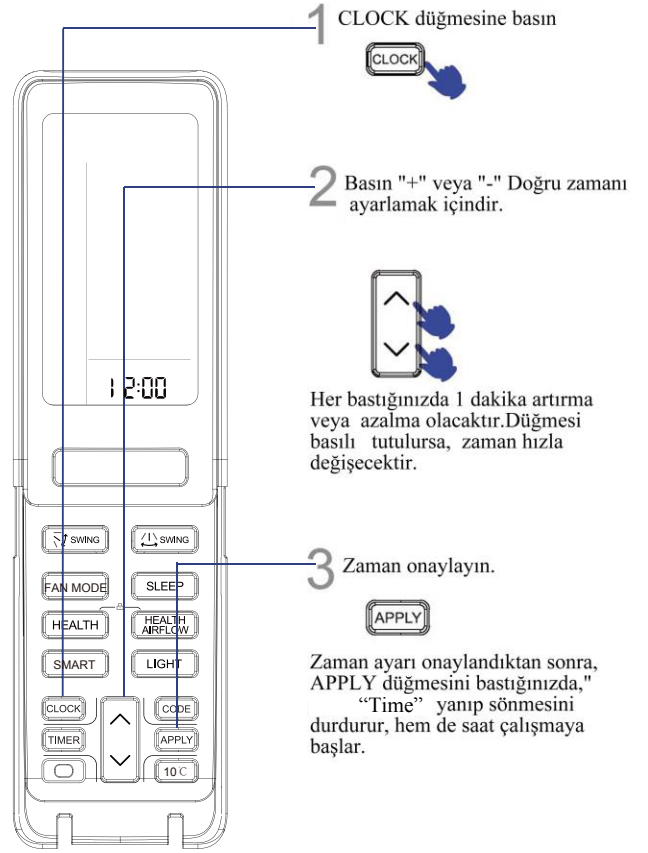 1 CLOCK düğmesine basın
CLOCK
2 Basın "+" veya "-" Doğru zamanı
ayarlamak içindir.
Her bastığınızda 1 dakika artırma
veya azalma olacaktır.Düğmesi
basılı tutulursa, zaman hızla
değişecektir.
3 Zaman onaylayın.
APPLY
Zaman ayarı onaylandıktan sonra,
APPLY düğmesini bastığınızda,"
“Time” yanıp sönmesini
durdurur, hem de saat çalışmaya
başlar.
12:00
SWING SWING
FAN MODE SLEEP
HEALTH HEALTH
AIRFLOW
SMART LIGHT
CLOCK CODE
TIMER APPLY
10 C